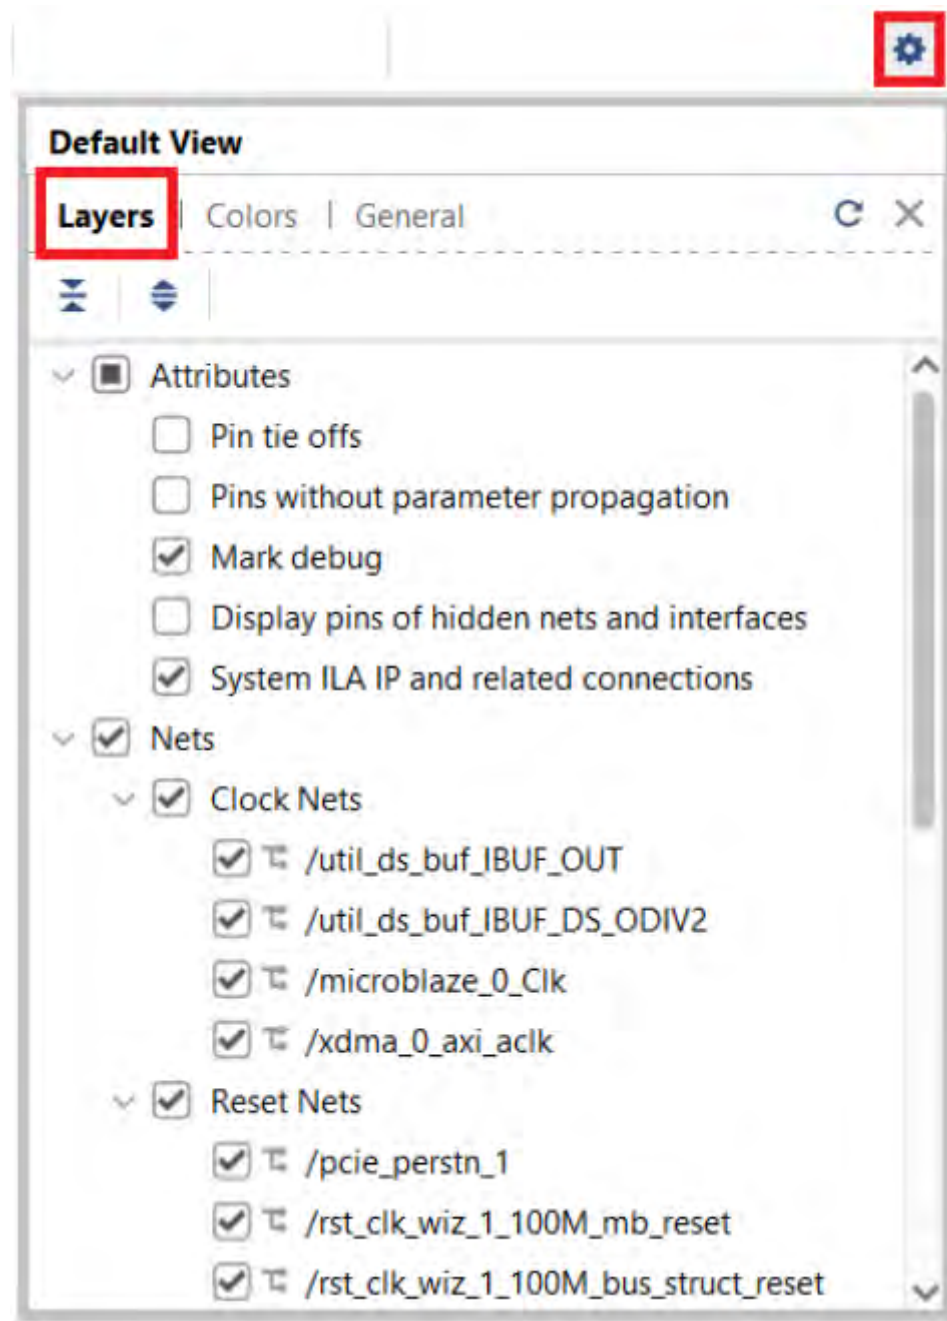 Default View
Layers | Colors | General
Attributes
Pin tie offs
Pins without parameter propagation
Mark debug
Display pins of hidden nets and interfaces
System ILA IP and related connections
Nets
Clock Nets
/util_ds_buf_IBUF_OUT
/util_ds_buf_IBUF_DS_ODIV2
/microblaze_0_Clk
/xdma_0_axi_aclk
Reset Nets
/pcie_perstn_1
/rst_clk_wiz_1_100M_mb_reset
/rst_clk_wiz_1_100M_bus_struct_reset